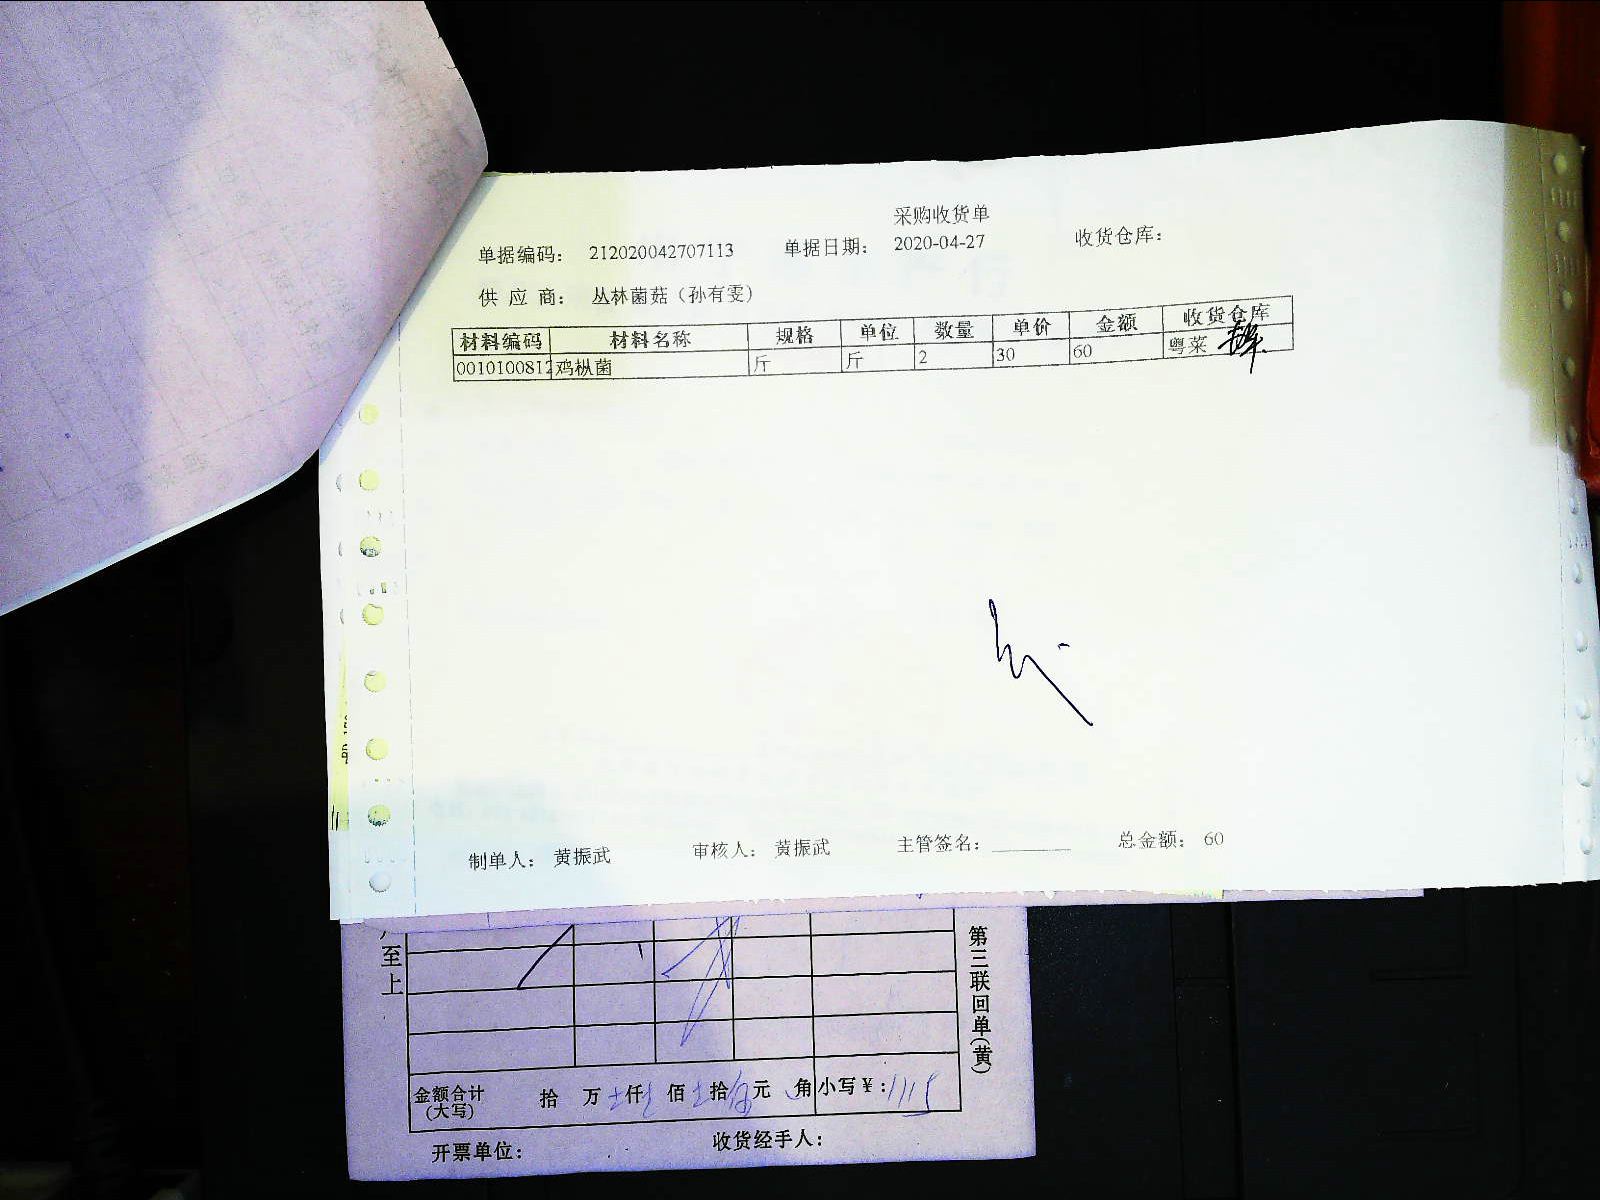 采购收货单
单据编码: 212020042707113 单据日期: 2020-04-27 收货仓库:
供 应 商: 丛林菌菇（孙有雯）
材料编码 材料名称 规格 单位 数量 单价 金额 收货仓库
0010100812 鸡枞菌 斤 斤 2 30 60 粤菜
制单人: 黄振武 审核人: 黄振武 主管签名: 总金额: 60
至上
第三联回单(黄)
金额合计(大写) 拾 万 仟 佰 拾 元 角 小写¥: 1115
开票单位: 收货经手人: